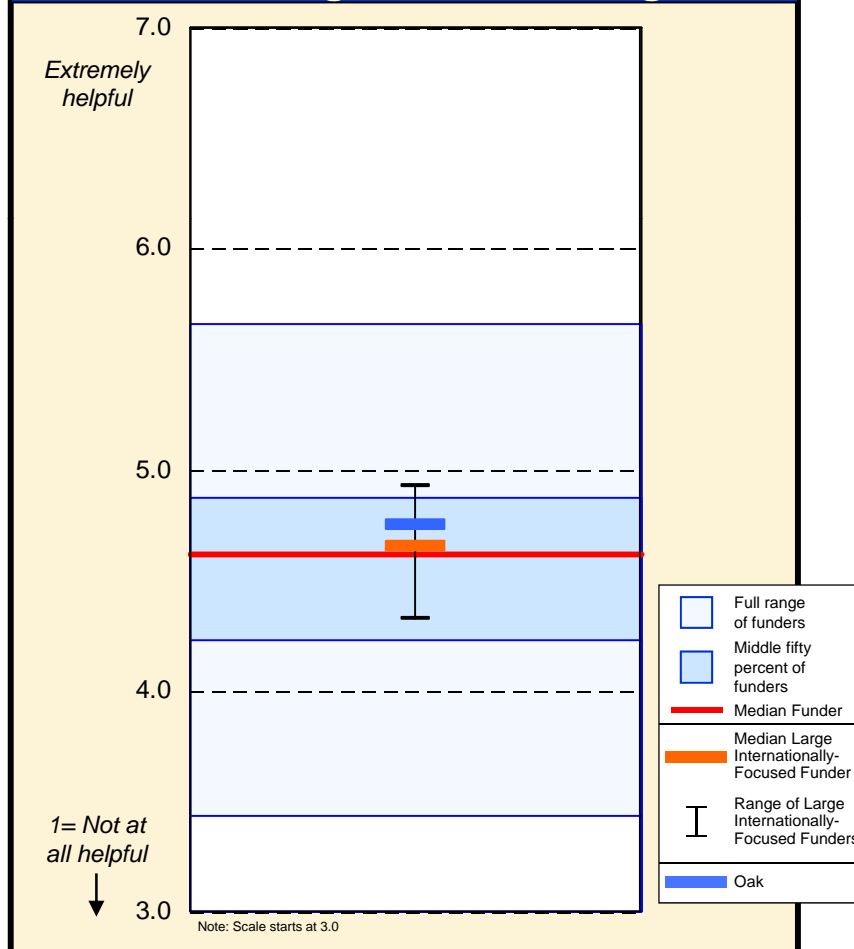 7.0
Extremely
helpful
6.0
5.0
4.0
1= Not at
all helpful
3.0
Note: Scale starts at 3.0
Full range
of funders
Middle fifty
percent of
funders
Median Funder
Median Large
Internationally-
Focused Funder
Range of Large
Internationally-
Focused Funders
Oak